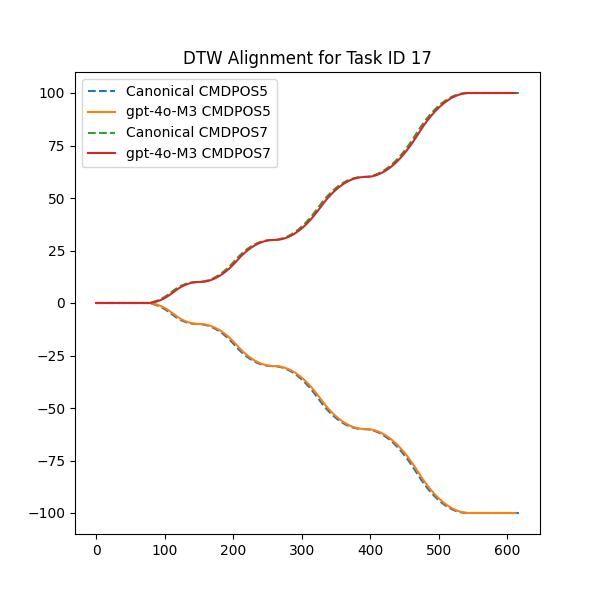 DTW Alignment for Task ID 17
Canonical CMDPOS5
gpt-4o-M3 CMDPOS5
Canonical CMDPOS7
gpt-4o-M3 CMDPOS7
100
75
50
25
0
−25
−50
−75
−100
0 100 200 300 400 500 600